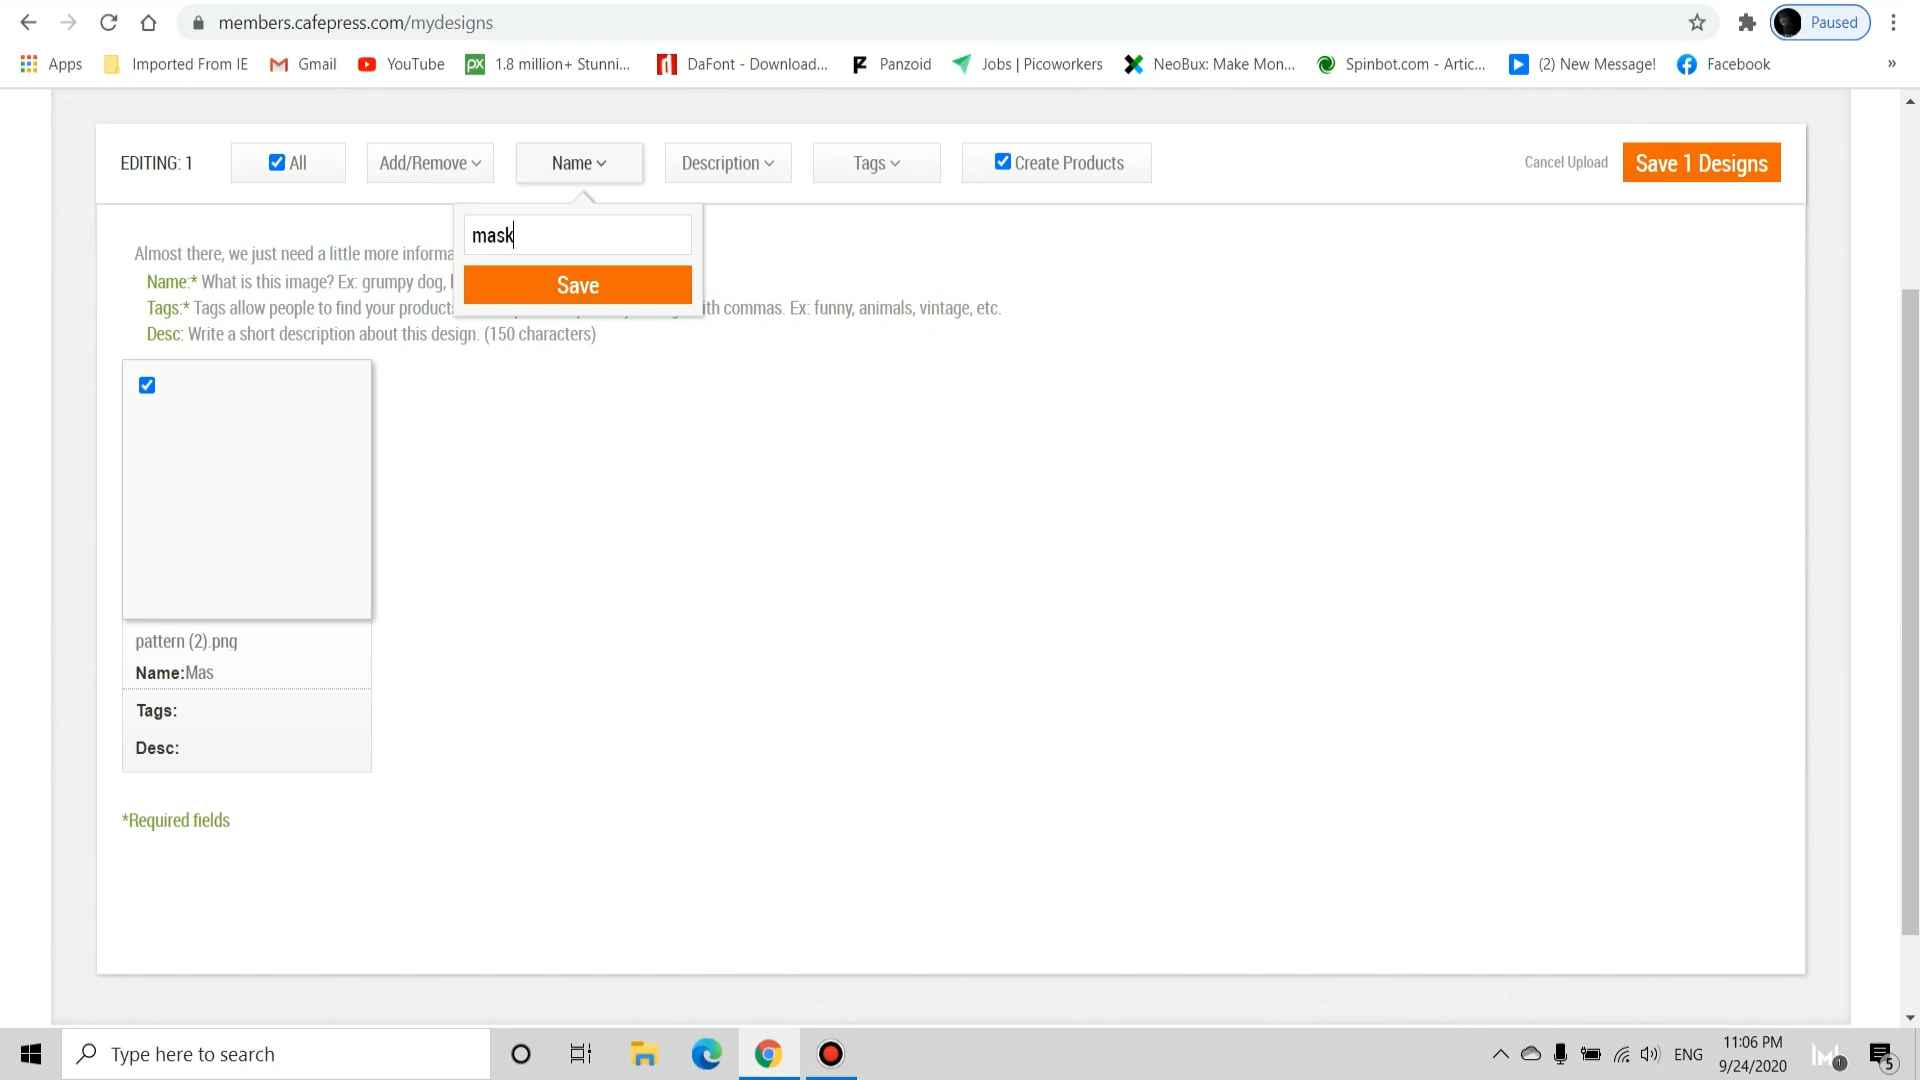 members.cafepress.com/mydesigns
Paused
Apps
Imported From IE
Gmail
YouTube
px
1.8 million+ Stunni...
DaFont - Download...
Panzoid
Jobs | Picoworkers
NeoBux: Make Mon...
Spinbot.com - Artic...
(2) New Message!
Facebook
»
EDITING: 1
All
Add/Remove
Name
Description
Tags
Create Products
Cancel Upload
Save 1 Designs
mask
Save
Almost there, we just need a little more informa
Name:* What is this image? Ex: grumpy dog,
Tags:* Tags allow people to find your product
ith commas. Ex: funny, animals, vintage, etc.
Desc: Write a short description about this design. (150 characters)
pattern (2).png
Name:Mas
Tags:
Desc:
*Required fields
Type here to search
ENG
11:06 PM
9/24/2020
1
5